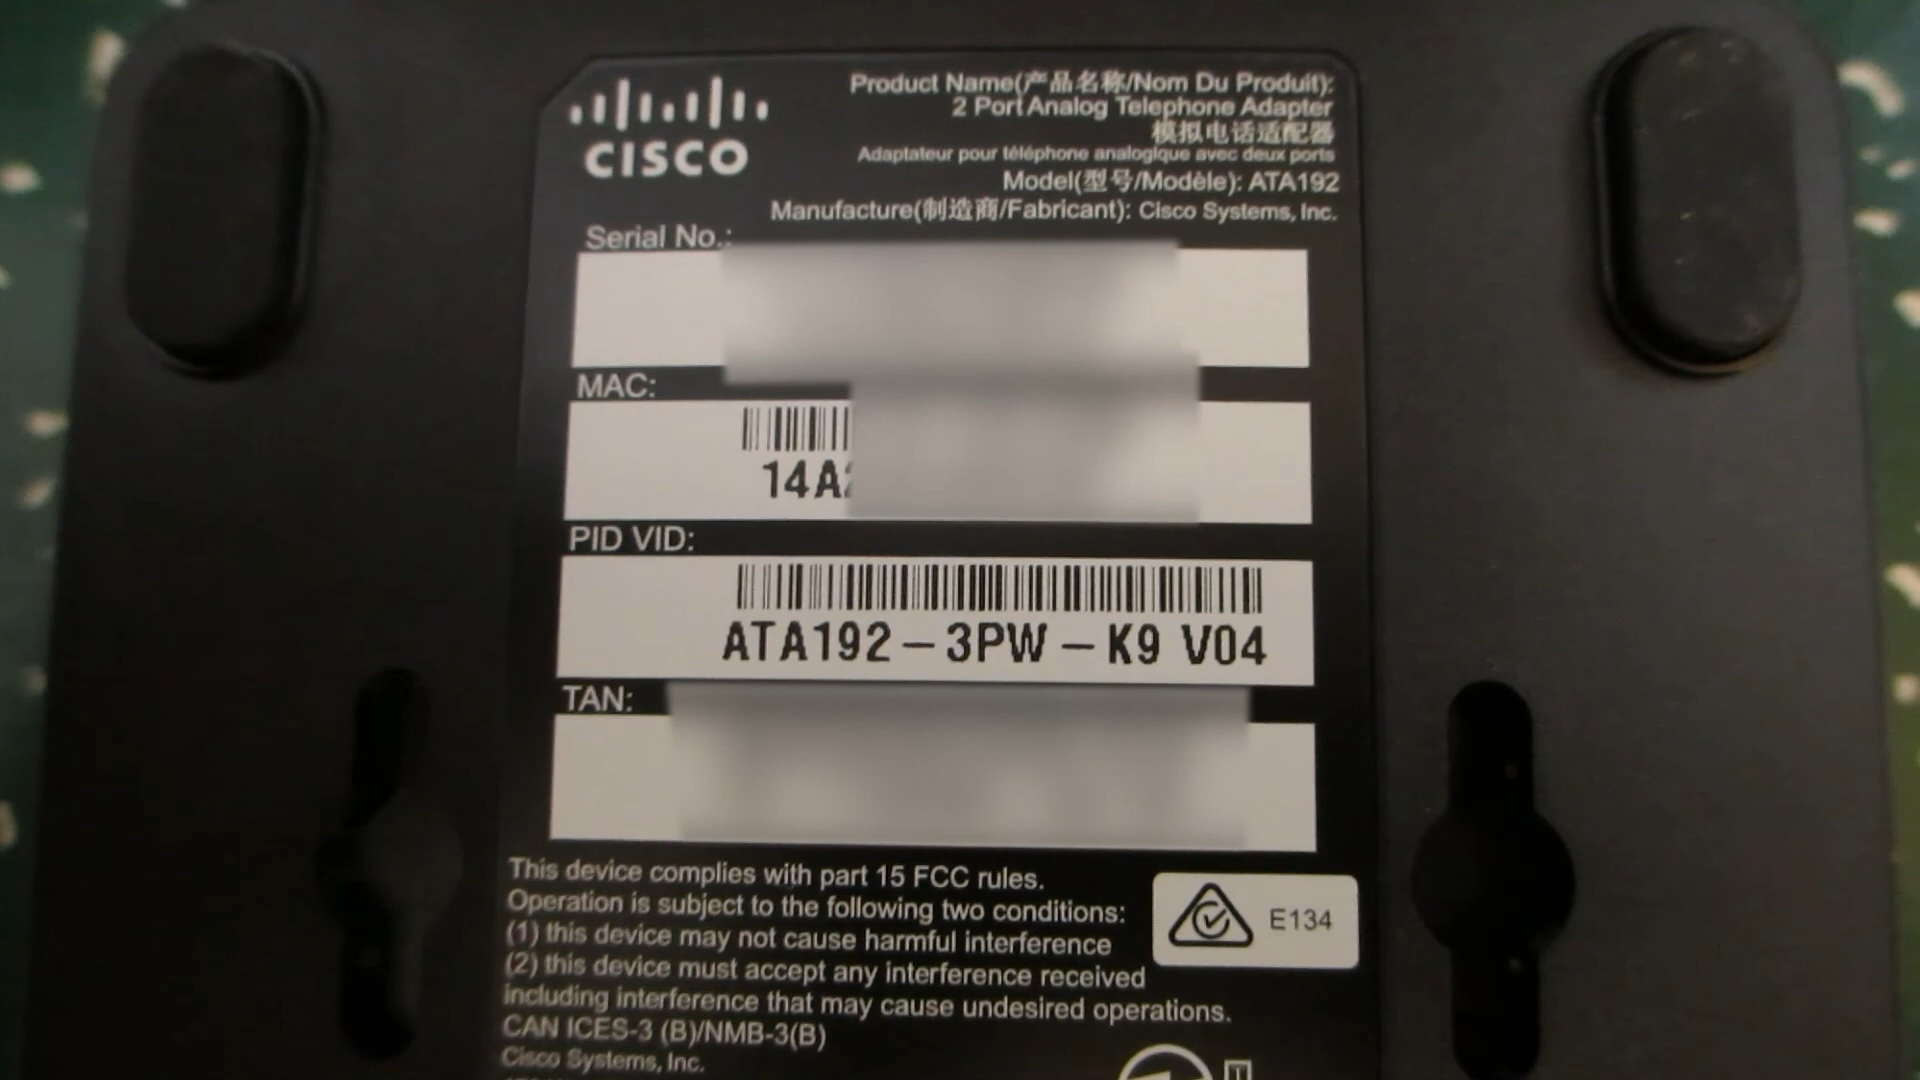 CISCO
Product Name(产品名称/Nom Du Produit):
2 Port Analog Telephone Adapter
模拟电话适配器
Adaptateur pour téléphone analogique avec deux ports
Model(型号/Modèle): ATA192
Manufacture(制造商/Fabricant): Cisco Systems, Inc.
Serial No.:
MAC:
14A
PID VID:
ATA192-3PW-K9 V04
TAN:
This device complies with part 15 FCC rules.
Operation is subject to the following two conditions:
(1) this device may not cause harmful interference
(2) this device must accept any interference received
including interference that may cause undesired operations.
E134
CAN ICES-3 (B)/NMB-3(B)
Cisco Systems, Inc.